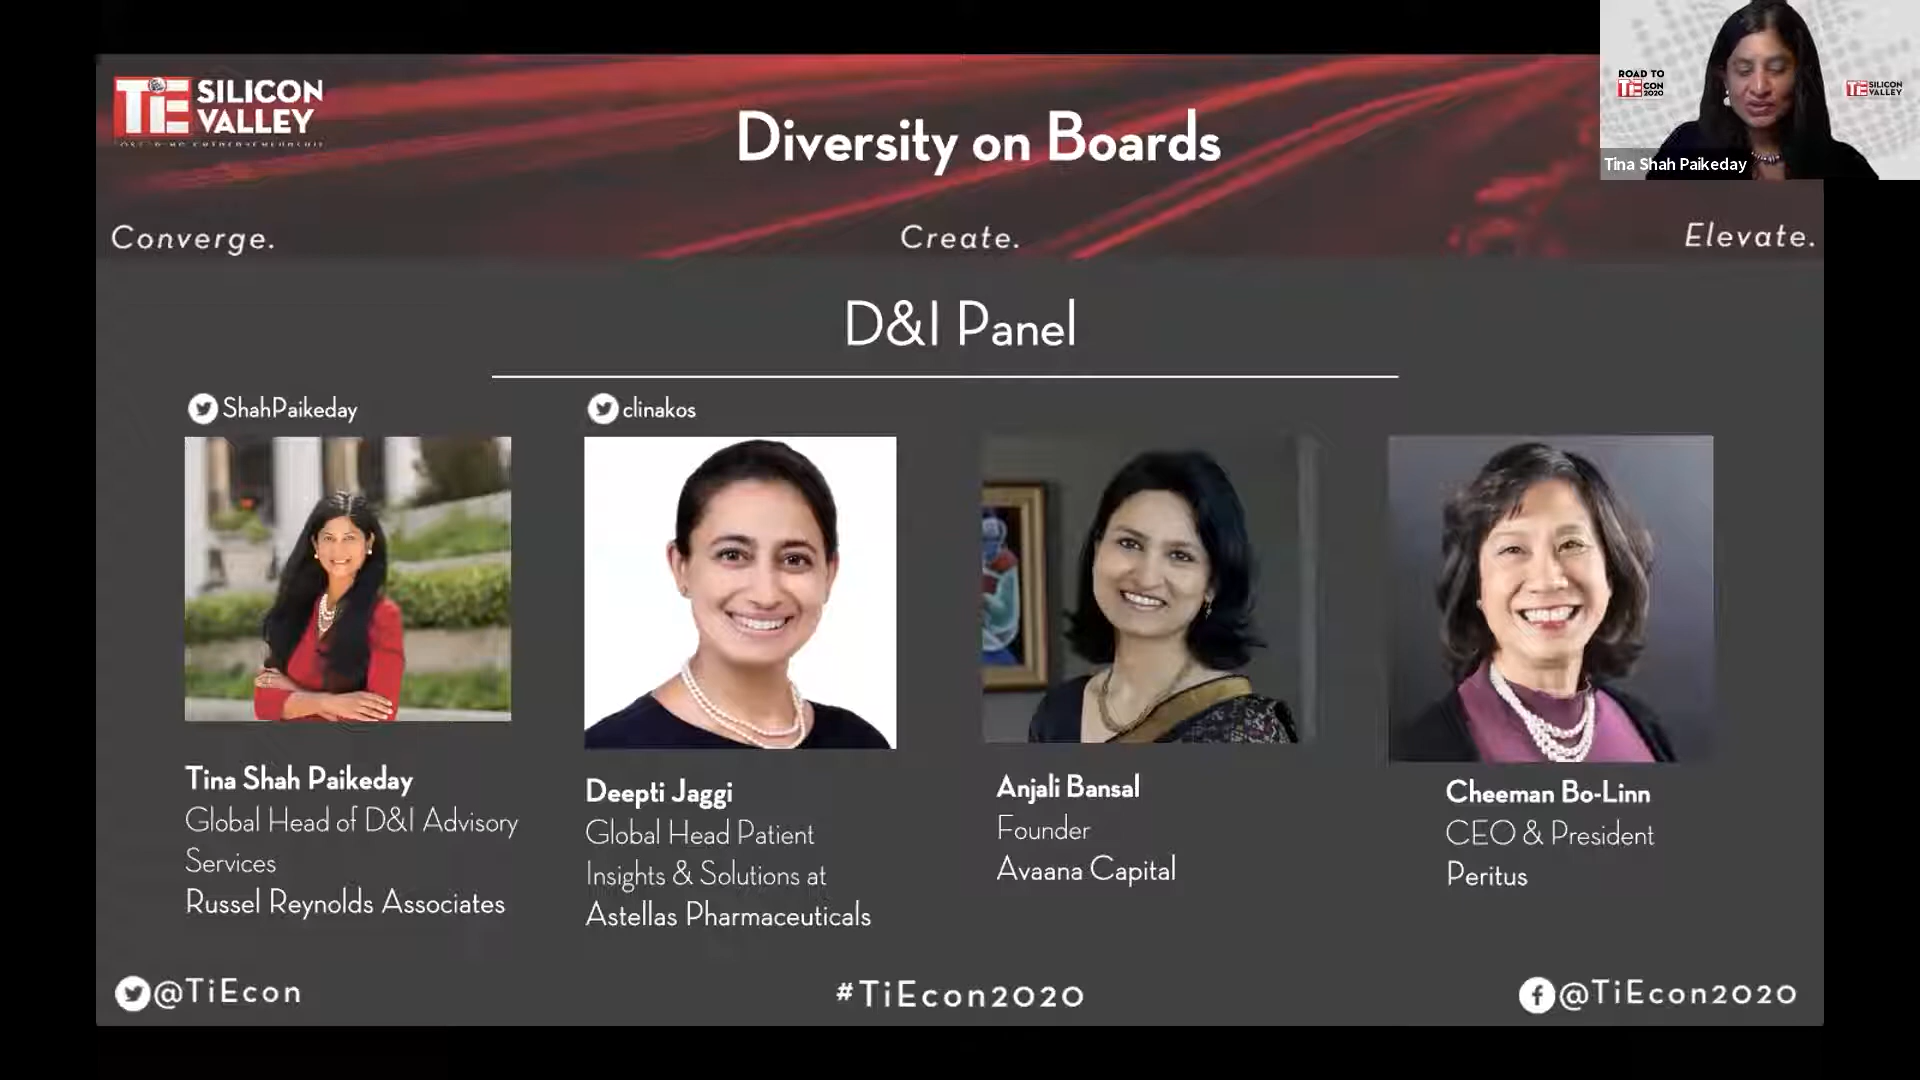 TiE SILICON
VALLEY
Diversity on Boards
ROAD TO
TiE CON
2020
TiE SILICON
VALLEY
Tina Shah Paikeday
Converge.
Create.
Elevate.
D&I Panel
ShahPaikeday
clinakos
Tina Shah Paikeday
Global Head of D&I Advisory
Services
Russel Reynolds Associates
Deepti Jaggi
Global Head Patient
Insights & Solutions at
Astellas Pharmaceuticals
Anjali Bansal
Founder
Avaana Capital
Cheeman Bo-Linn
CEO & President
Peritus
@TiEcon
#TiEcon2020
@TiEcon2020